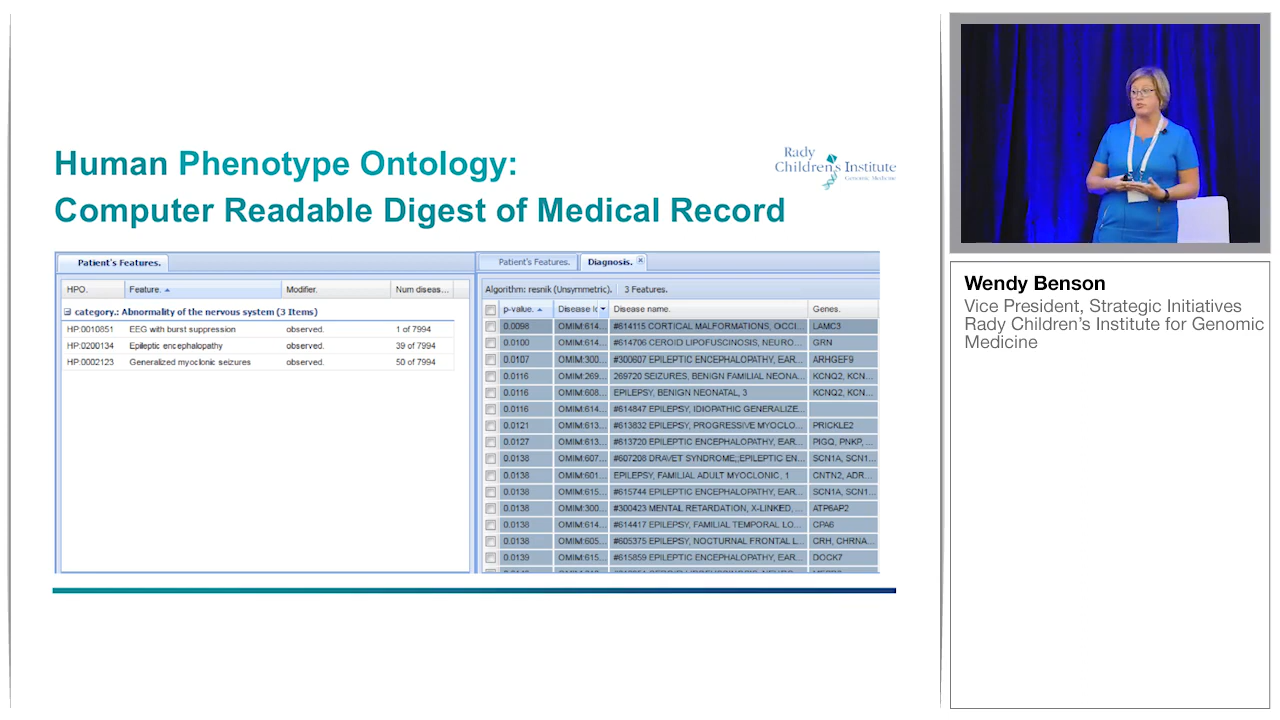 Human Phenotype Ontology:
Computer Readable Digest of Medical Record
Rady
Children's Institute
Genomic Medicine
Patient's Features.
HPO. Feature. Modifier. Num diseas...
category.: Abnormality of the nervous system (3 Items)
HP:0010851 EEG with burst suppression observed. 1 of 7994
HP:0200134 Epileptic encephalopathy observed. 39 of 7994
HP:0002123 Generalized myoclonic seizures observed. 50 of 7994
Patient's Features. Diagnosis.
Algorithm: resnik (Unsymmetric). 3 Features.
p-value. Disease Ic Disease name. Genes.
0.0098 OMIM:614... #614115 CORTICAL MALFORMATIONS, OCCI... LAMC3
0.0100 OMIM:614... #614706 CEROID LIPOFUSCINOSIS, NEURO... GRN
0.0107 OMIM:300... #300607 EPILEPTIC ENCEPHALOPATHY, EAR... ARHGEF9
0.0116 OMIM:269... 269720 SEIZURES, BENIGN FAMILIAL NEONA... KCNQ2, KCN...
0.0116 OMIM:608... EPILEPSY, BENIGN NEONATAL, 3 KCNQ2, KCN...
0.0116 OMIM:614... #614847 EPILEPSY, IDIOPATHIC GENERALIZE...
0.0121 OMIM:613... #613832 EPILEPSY, PROGRESSIVE MYOCLO... PRICKLE2
0.0127 OMIM:613... #613720 EPILEPTIC ENCEPHALOPATHY, EAR... PIGQ, PNKP, ...
0.0138 OMIM:607... #607208 DRAVET SYNDROME;;EPILEPTIC EN... SCN1A, SCN1...
0.0138 OMIM:601... EPILEPSY, FAMILIAL ADULT MYOCLONIC, 1 CNTN2, ADR...
0.0138 OMIM:615... #615744 EPILEPTIC ENCEPHALOPATHY, EAR... SCN1A, SCN1...
0.0138 OMIM:300... #300423 MENTAL RETARDATION, X-LINKED, ... ATP6AP2
0.0138 OMIM:614... #614417 EPILEPSY, FAMILIAL TEMPORAL LO... CPA6
0.0138 OMIM:605... #605375 EPILEPSY, NOCTURNAL FRONTAL L... CRH, CHRNA...
0.0139 OMIM:615... #615859 EPILEPTIC ENCEPHALOPATHY, EAR... DOCK7
Wendy Benson
Vice President, Strategic Initiatives
Rady Children's Institute for Genomic
Medicine